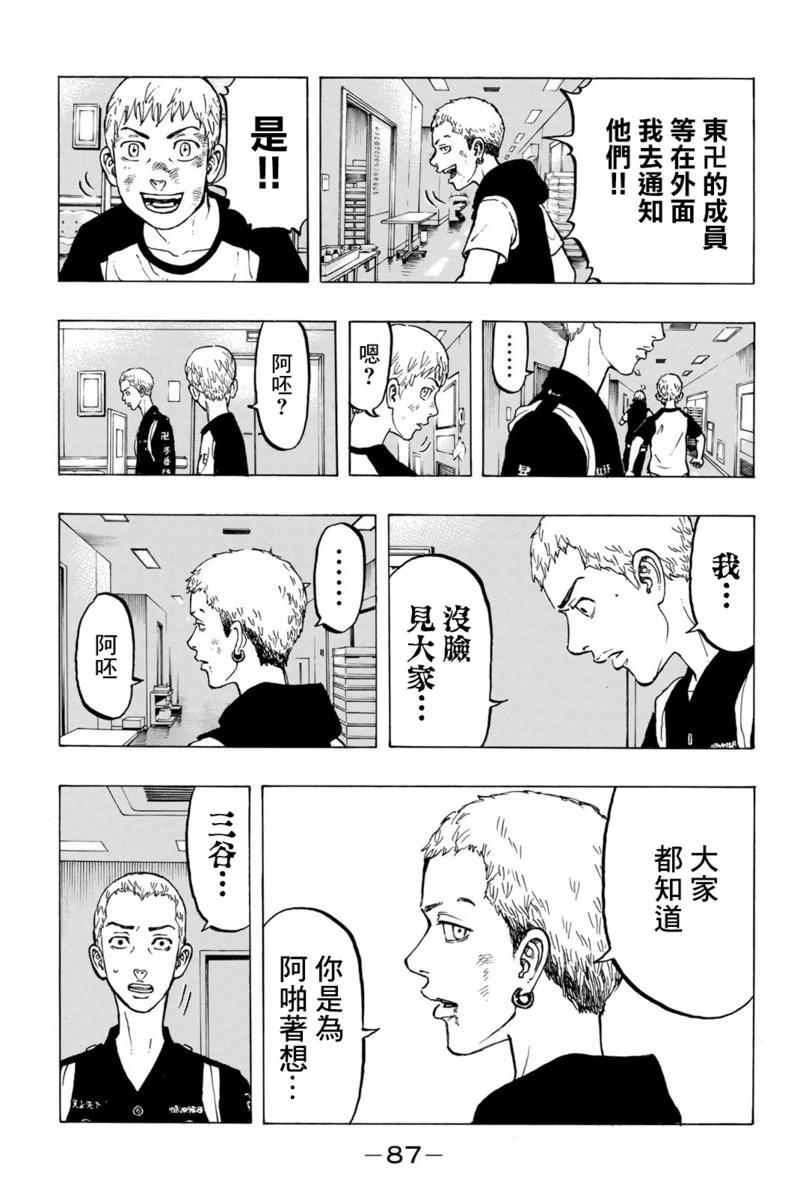 東卍的成員
等在外面
我去通知
他們!!
是!!
……
嗯?
阿呸?
我…
沒臉
見大家…
……
阿呸
大家
都知道
你是為
阿啪著想…
三谷…
—87—